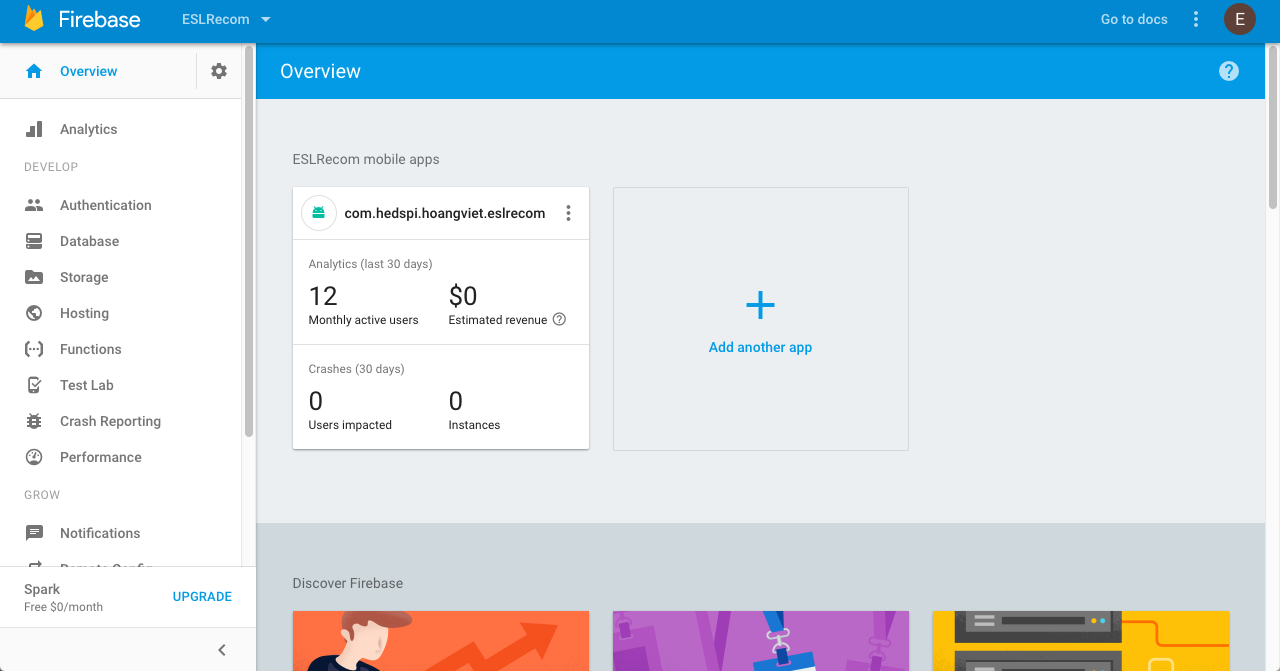 Firebase
ESLRecom
Go to docs
E
Overview
Overview
?
Analytics
DEVELOP
Authentication
Database
Storage
Hosting
Functions
Test Lab
Crash Reporting
Performance
GROW
Notifications
Remote Config
Spark
Free $0/month
UPGRADE
ESLRecom mobile apps
com.hedspi.hoangviet.eslrecom
Analytics (last 30 days)
12 $0
Monthly active users Estimated revenue ?
Crashes (30 days)
0 0
Users impacted Instances
Add another app
Discover Firebase